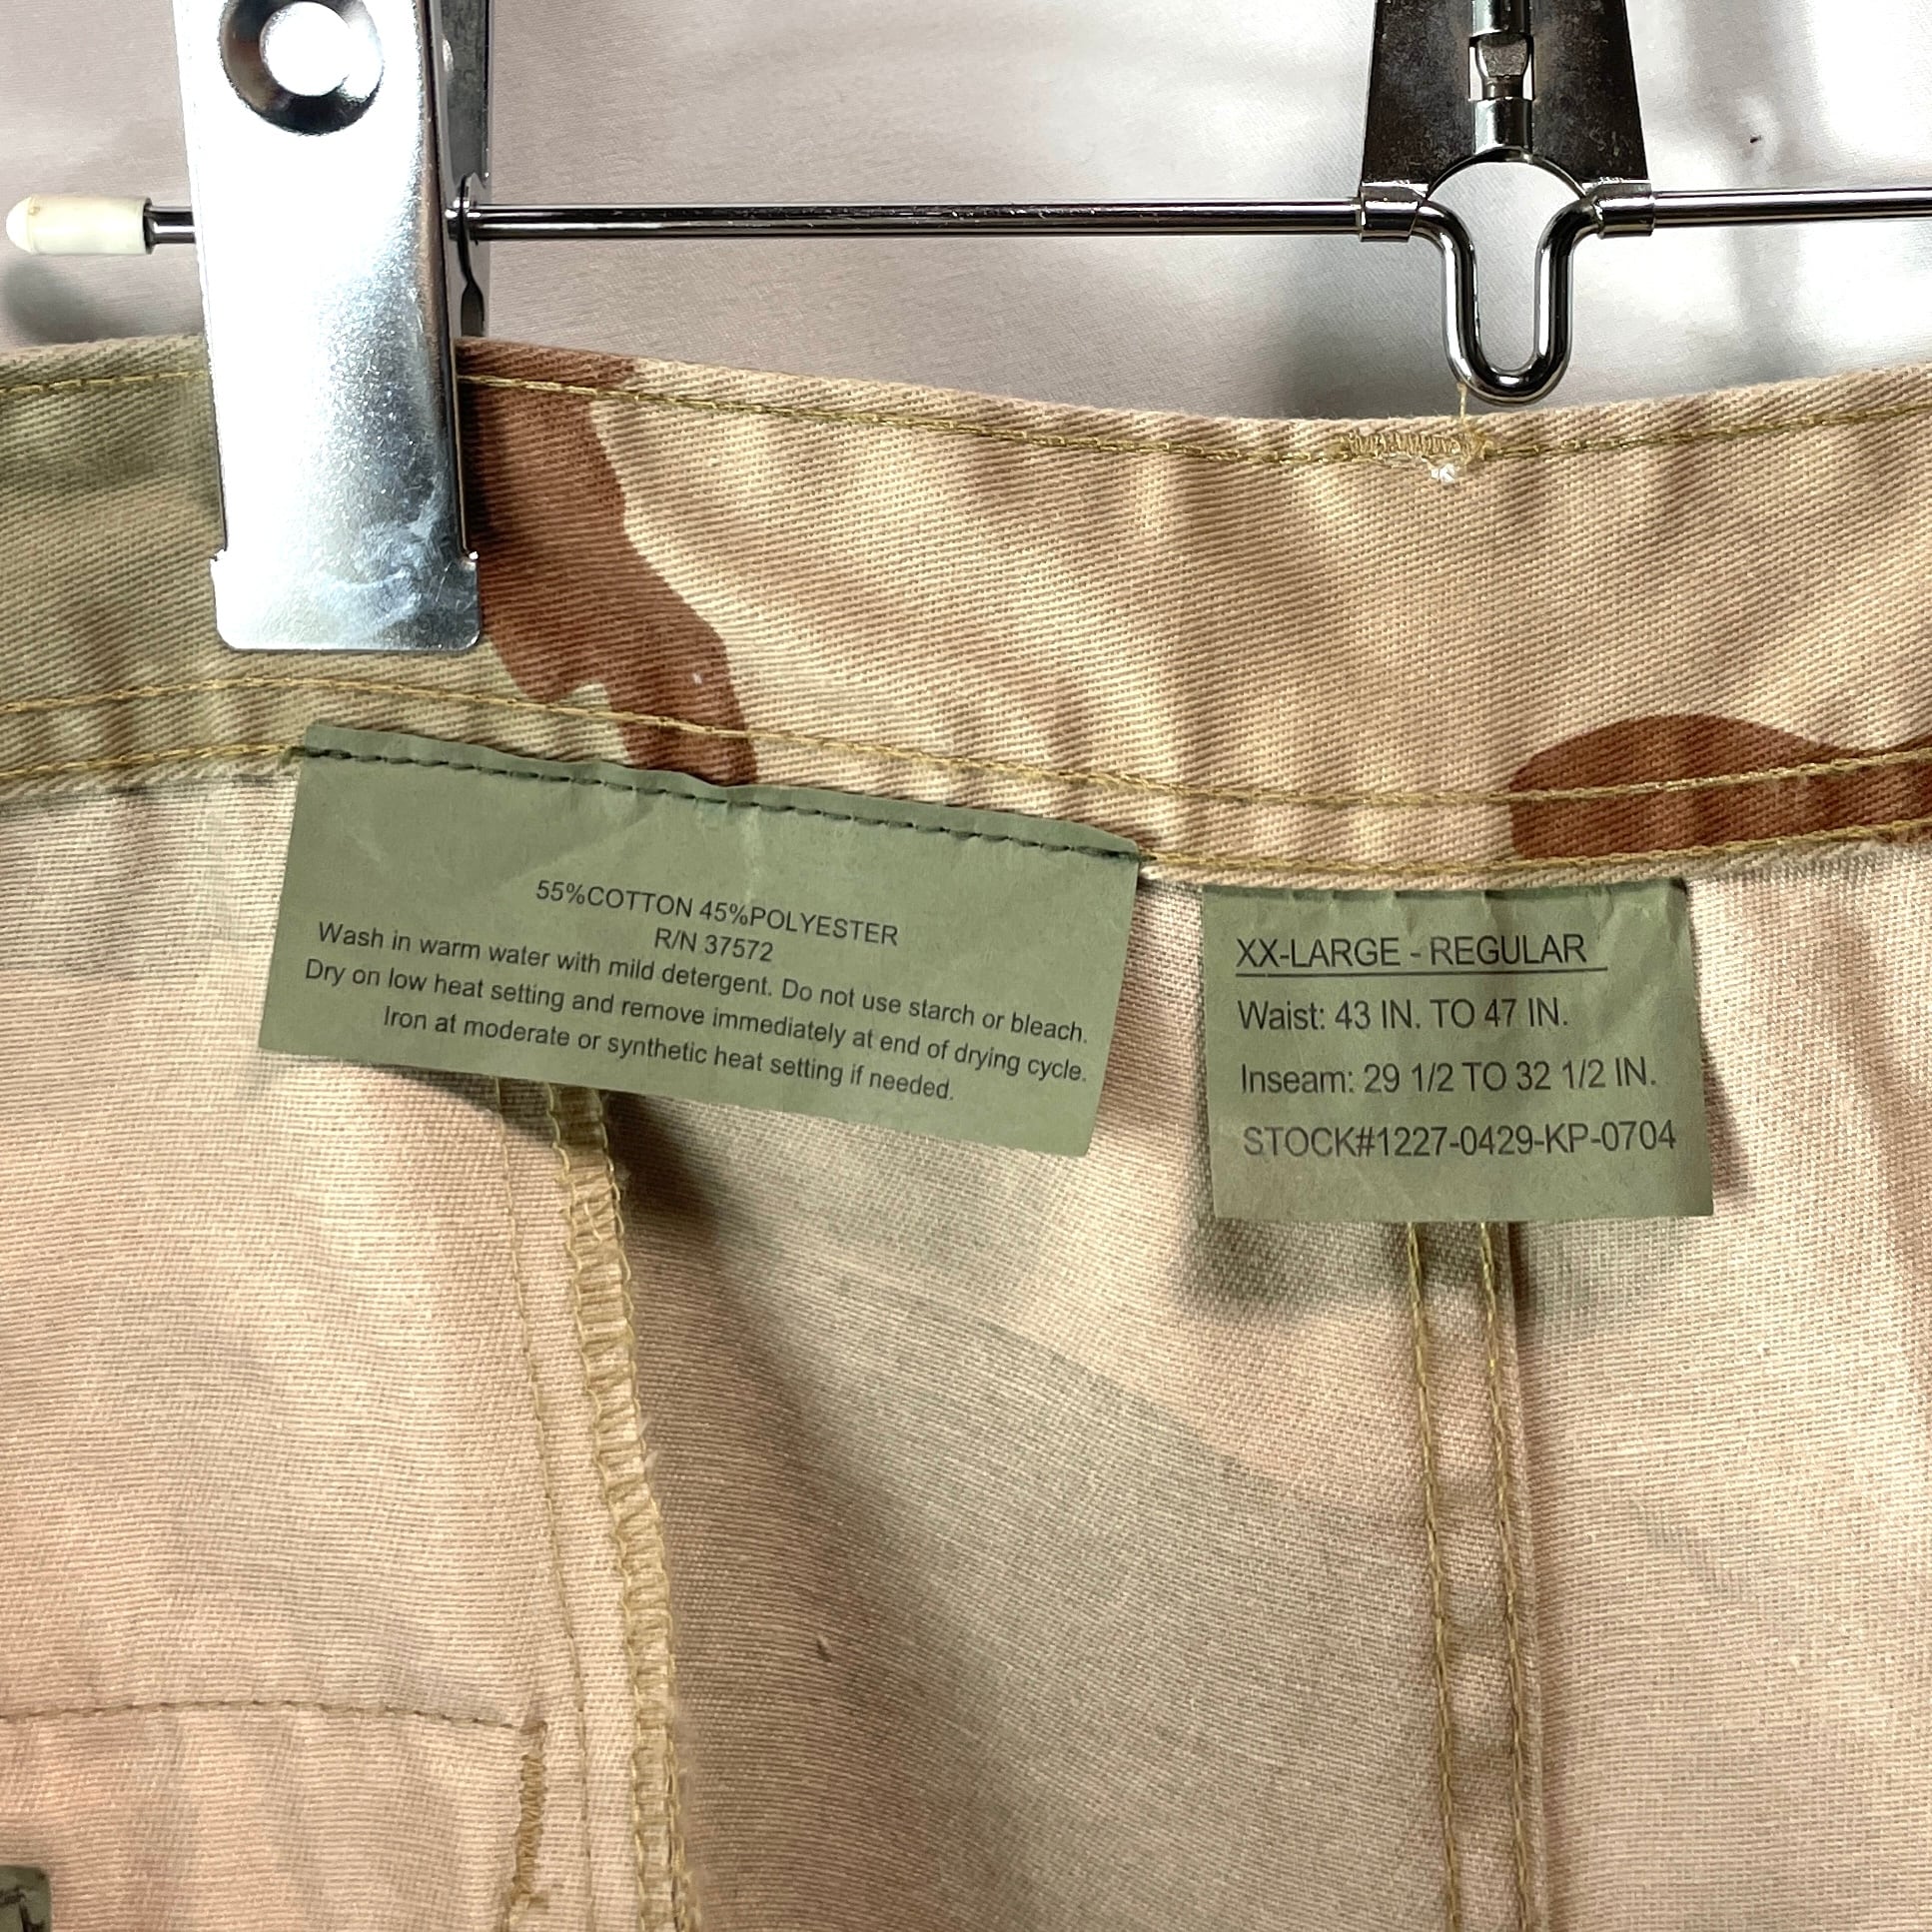 55%COTTON 45%POLYESTER
R/N 37572
Wash in warm water with mild detergent. Do not use starch or bleach.
Dry on low heat setting and remove immediately at end of drying cycle.
Iron at moderate or synthetic heat setting if needed.
XX-LARGE - REGULAR
Waist: 43 IN. TO 47 IN.
Inseam: 29 1/2 TO 32 1/2 IN.
STOCK#1227-0429-KP-0704